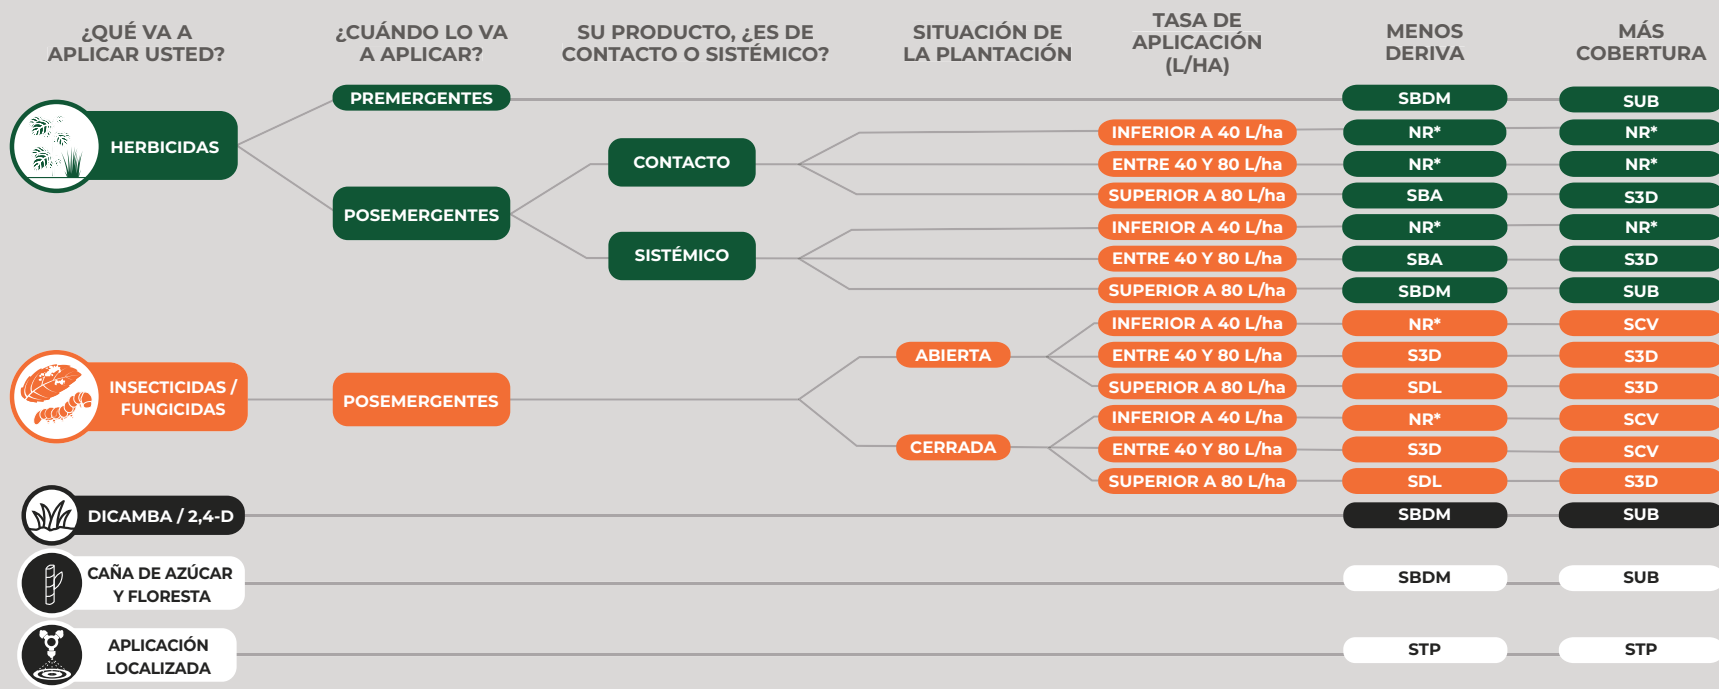 ¿QUÉ VA A
APLICAR USTED?
¿CUÁNDO LO VA
A APLICAR?
SU PRODUCTO, ¿ES DE
CONTACTO O SISTÉMICO?
SITUACIÓN DE
LA PLANTACIÓN
TASA DE
APLICACIÓN
(L/HA)
MENOS
DERIVA
MÁS
COBERTURA
HERBICIDAS
PREMERGENTES
SBDM
SUB
POSEMERGENTES
CONTACTO
INFERIOR A 40 L/ha
NR*
NR*
ENTRE 40 Y 80 L/ha
NR*
NR*
SUPERIOR A 80 L/ha
SBA
S3D
SISTÉMICO
INFERIOR A 40 L/ha
NR*
NR*
ENTRE 40 Y 80 L/ha
SBA
S3D
SUPERIOR A 80 L/ha
SBDM
SUB
INSECTICIDAS /
FUNGICIDAS
POSEMERGENTES
ABIERTA
INFERIOR A 40 L/ha
NR*
SCV
ENTRE 40 Y 80 L/ha
S3D
S3D
SUPERIOR A 80 L/ha
SDL
S3D
CERRADA
INFERIOR A 40 L/ha
NR*
SCV
ENTRE 40 Y 80 L/ha
S3D
SCV
SUPERIOR A 80 L/ha
SDL
S3D
DICAMBA / 2,4-D
SBDM
SUB
CAÑA DE AZÚCAR
Y FLORESTA
SBDM
SUB
APLICACIÓN
LOCALIZADA
STP
STP